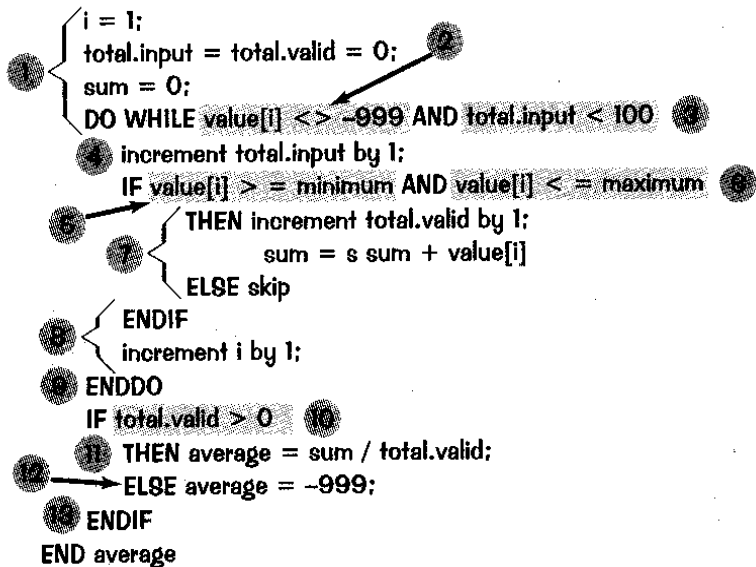 i = 1;
total.input = total.valid = 0;
2
1
sum = 0;
DO WHILE value[i] <> -999 AND total.input < 100 3
4 increment total.input by 1;
IF value[i] > = minimum AND value[i] < = maximum 6
5
THEN increment total.valid by 1;
7
sum = s sum + value[i]
ELSE skip
8
ENDIF
increment i by 1;
9 ENDDO
IF total.valid > 0 10
11 THEN average = sum / total.valid;
12
ELSE average = -999;
13 ENDIF
END average